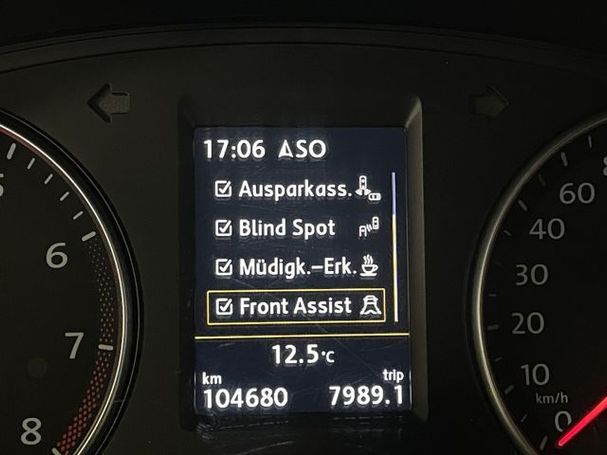 17:06 ASO
Ausparkass.
Blind Spot
Müdigk.-Erk.
Front Assist
12.5°C
km trip
104680 7989.1
6
7
8
60
40
30
20
10
km/h
0